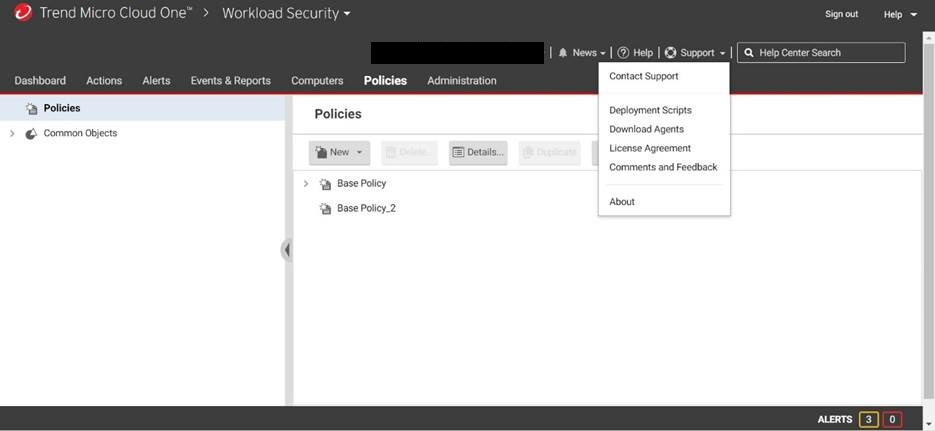 Trend Micro Cloud One™ > Workload Security
Sign out
Help
News
Help
Support
Help Center Search
Dashboard
Actions
Alerts
Events & Reports
Computers
Policies
Administration
Contact Support
Deployment Scripts
Download Agents
License Agreement
Comments and Feedback
About
Policies
Common Objects
Policies
New
Delete...
Details...
Duplicate
Base Policy
Base Policy_2
ALERTS 3 0